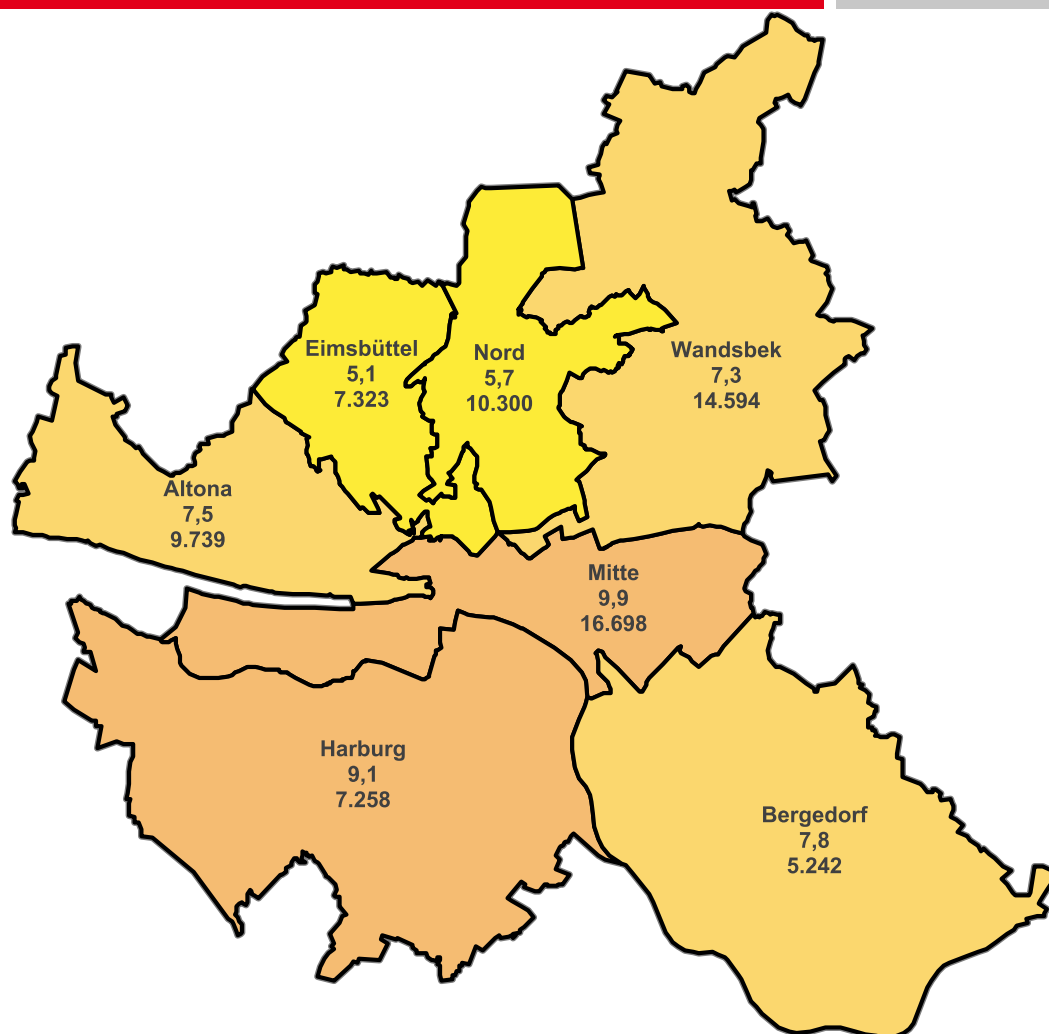 Eimsbüttel
5,1
7.323
Nord
5,7
10.300
Wandsbek
7,3
14.594
Altona
7,5
9.739
Mitte
9,9
16.698
Harburg
9,1
7.258
Bergedorf
7,8
5.242